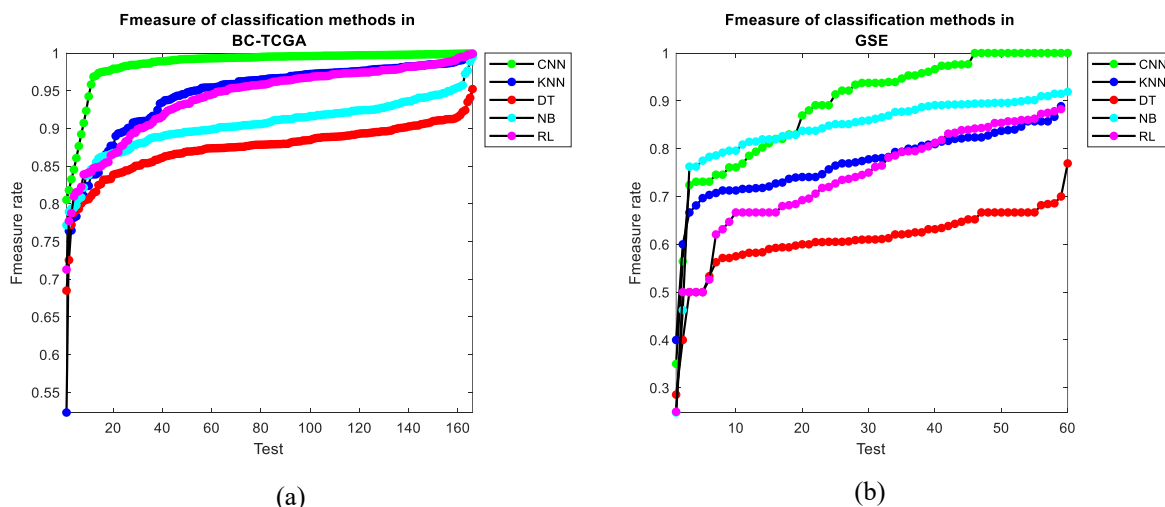 Fmeasure of classification methods in
BC-TCGA
1
0.95
0.9
0.85
0.8
0.75
0.7
0.65
0.6
0.55
Fmeasure rate
20
40
60
80
100
120
140
160
Test
CNN
KNN
DT
NB
RL
(a)
Fmeasure of classification methods in
GSE
1
0.9
0.8
0.7
0.6
0.5
0.4
0.3
Fmeasure rate
10
20
30
40
50
60
Test
CNN
KNN
DT
NB
RL
(b)